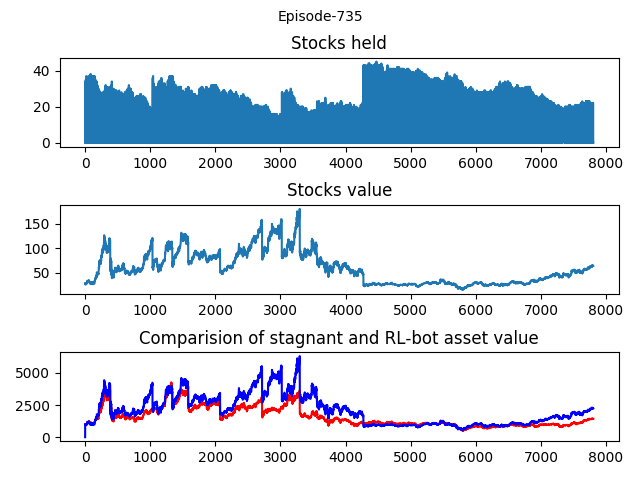 Episode-735
Stocks held
40
20
0
0 1000 2000 3000 4000 5000 6000 7000 8000
Stocks value
150
100
50
0 1000 2000 3000 4000 5000 6000 7000 8000
Comparision of stagnant and RL-bot asset value
5000
2500
0
0 1000 2000 3000 4000 5000 6000 7000 8000